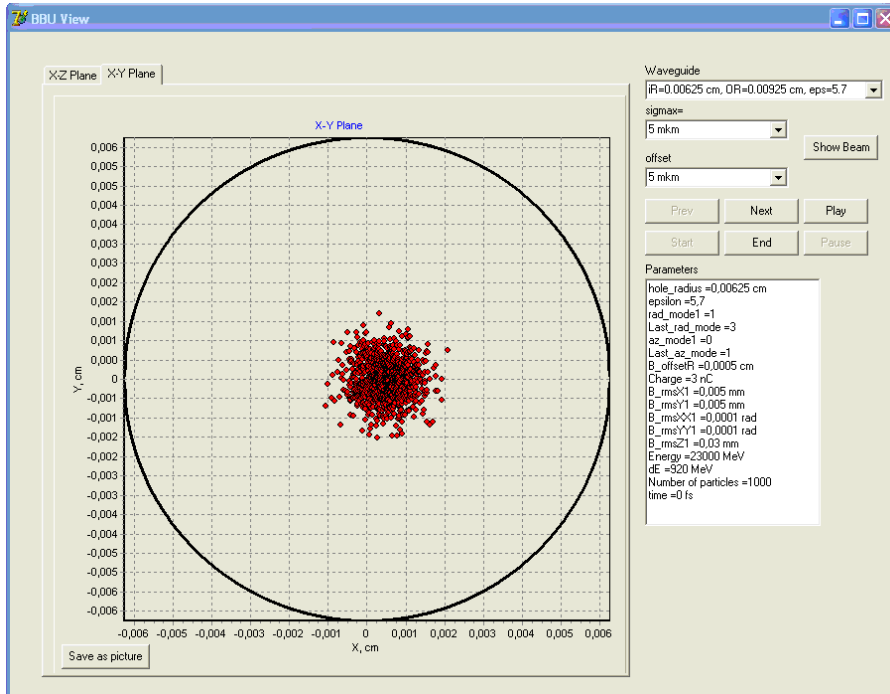 BBU View
X-Z Plane
X-Y Plane
X-Y Plane
0,006
0,005
0,005
0,004
0,004
0,003
0,003
0,002
0,002
0,001
0,001
0,000
0
-0,001
-0,001
-0,002
-0,002
-0,003
-0,003
-0,004
-0,004
-0,005
-0,005
-0,006
-0,006
Y, cm
-0,006 -0,005 -0,004 -0,003 -0,002 -0,001 0 0,001 0,002 0,003 0,004 0,005 0,006
X, cm
Save as picture
Waveguide
iR=0.00625 cm, OR=0.00925 cm, eps=5.7
sigmax=
5 mkm
Show Beam
offset
5 mkm
Prev Next Play
Start End Pause
Parameters
hole_radius =0,00625 cm
epsilon =5,7
rad_mode1 =1
Last_rad_mode =3
az_mode1 =0
Last_az_mode =1
B_offsetR =0,0005 cm
Charge =3 nC
B_rmsX1 =0,005 mm
B_rmsY1 =0,005 mm
B_rmsXX1 =0,0001 rad
B_rmsYY1 =0,0001 rad
B_rmsZ1 =0,03 mm
Energy =23000 MeV
dE =920 MeV
Number of particles =1000
time =0 fs